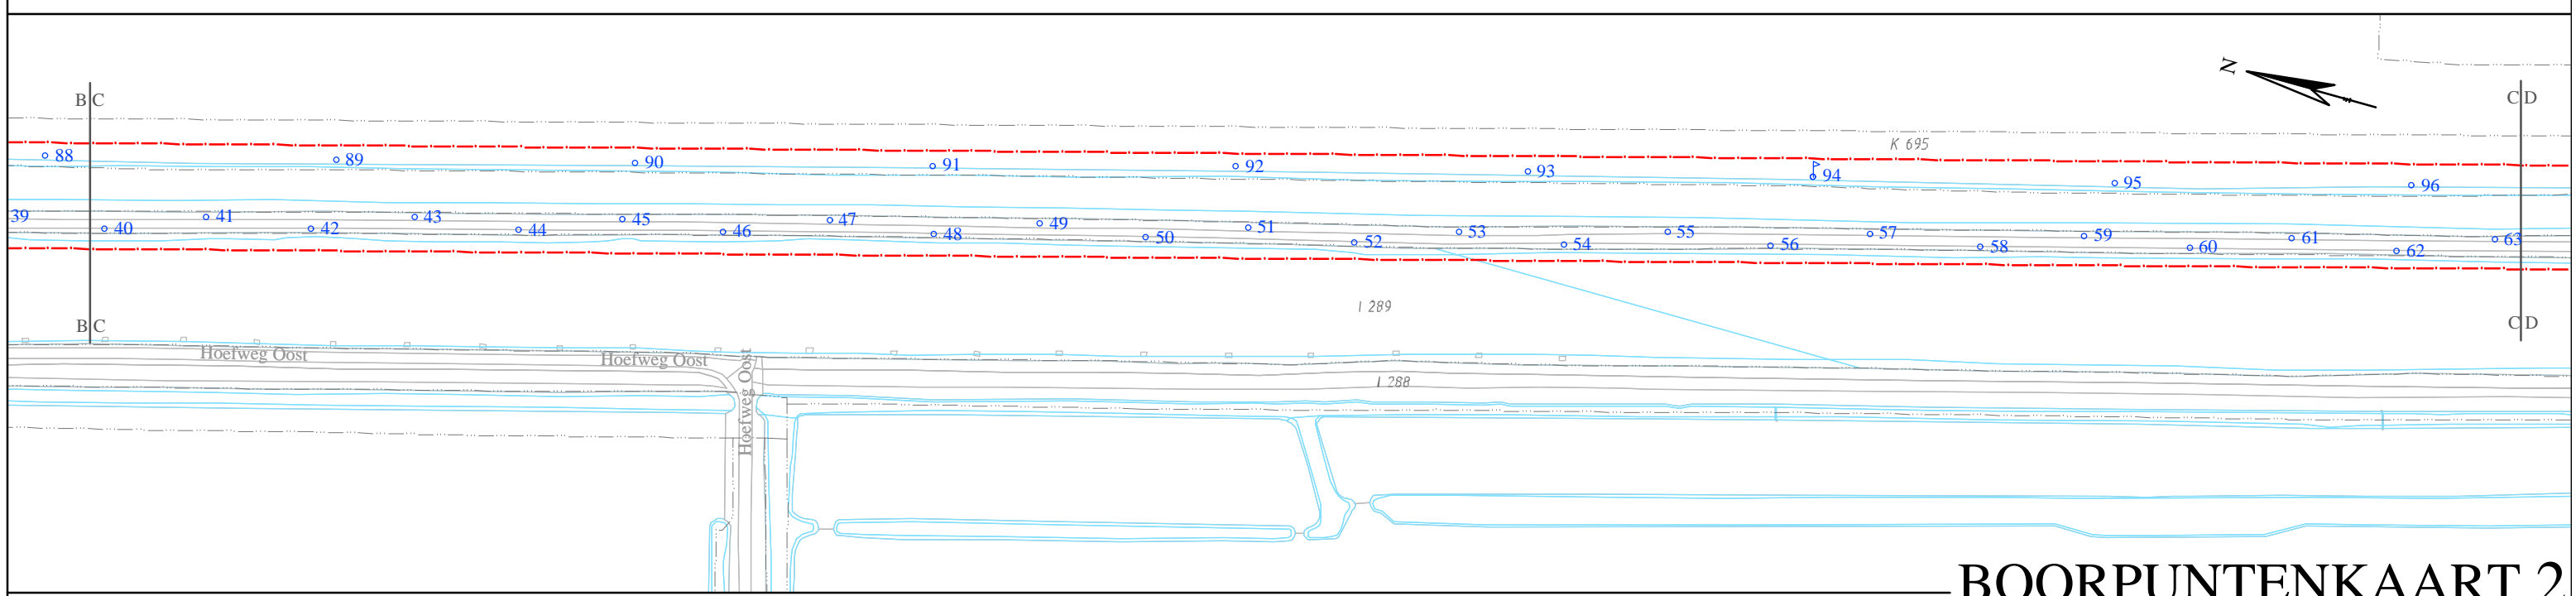 N
B C
C D
K 695
88
89
90
91
92
93
94
95
96
39
40
41
42
43
44
45
46
47
48
49
50
51
52
53
54
55
56
57
58
59
60
61
62
63
I 289
B C
C D
Hoefweg Oost
Hoefweg Oost
Hoefweg Oost
I 288
BOORPUNTENKAART 2